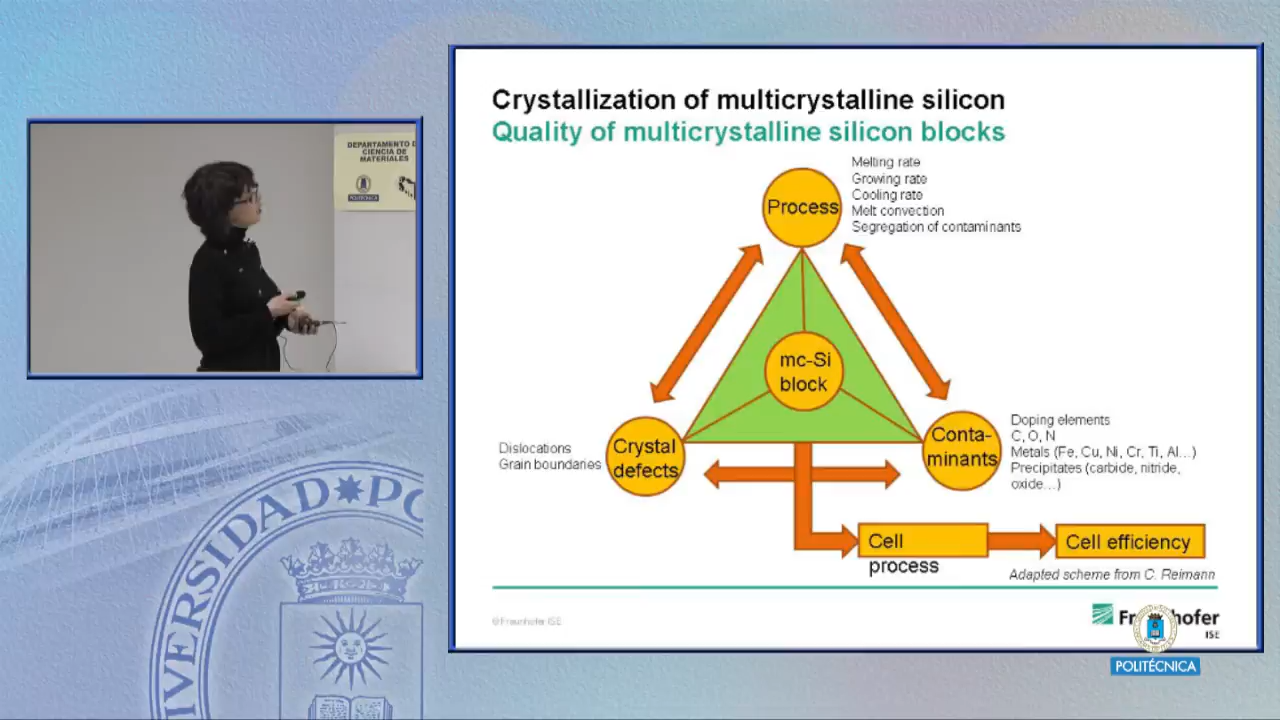 Crystallization of multicrystalline silicon
Quality of multicrystalline silicon blocks
DEPARTAMENTO D
CIENCIA DE
MATERIALES
POLITÉCNICA
Process
Melting rate
Growing rate
Cooling rate
Melt convection
Segregation of contaminants
mc-Si
block
Dislocations
Grain boundaries
Crystal
defects
Conta-
minants
Doping elements
C, O, N
Metals (Fe, Cu, Ni, Cr, Ti, Al...)
Precipitates (carbide, nitride,
oxide...)
Cell
process
Cell efficiency
Adapted scheme from C. Reimann
© Fraunhofer ISE
Fraunhofer
ISE
POLITÉCNICA
VERSIDAD PO